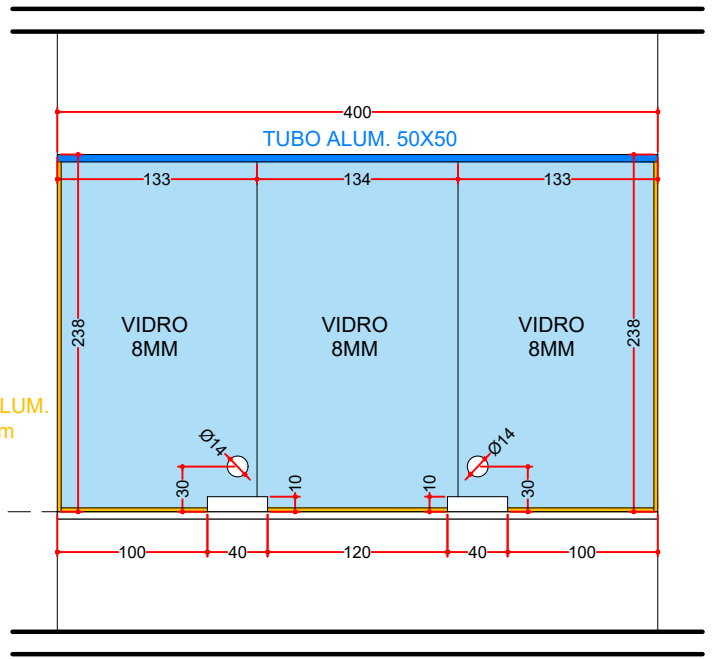 400
TUBO ALUM. 50X50
133
134
133
238
VIDRO
8MM
VIDRO
8MM
VIDRO
8MM
238
LUM.
m
Ø14
Ø14
30
10
10
30
100
40
120
40
100